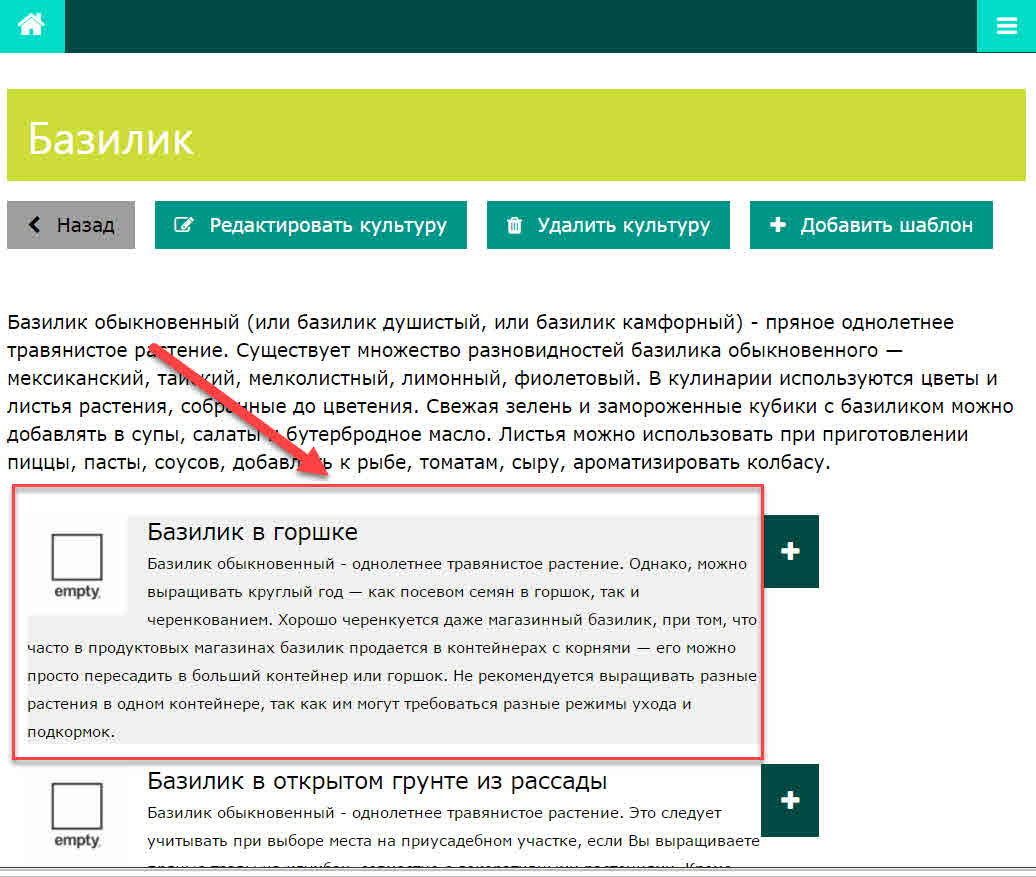 Базилик
Назад
Редактировать культуру
Удалить культуру
Добавить шаблон
Базилик обыкновенный (или базилик душистый, или базилик камфорный) - пряное однолетнее
травянистое растение. Существует множество разновидностей базилика обыкновенного —
мексиканский, тайский, мелколистный, лимонный, фиолетовый. В кулинарии используются цветы и
листья растения, собранные до цветения. Свежая зелень и замороженные кубики с базиликом можно
добавлять в супы, салаты и бутербродное масло. Листья можно использовать при приготовлении
пиццы, пасты, соусов, добавлять к рыбе, томатам, сыру, ароматизировать колбасу.
empty.
Базилик в горшке
Базилик обыкновенный - однолетнее травянистое растение. Однако, можно
выращивать круглый год — как посевом семян в горшок, так и
черенкованием. Хорошо черенкуется даже магазинный базилик, при том, что
часто в продуктовых магазинах базилик продается в контейнерах с корнями — его можно
просто пересадить в больший контейнер или горшок. Не рекомендуется выращивать разные
растения в одном контейнере, так как им могут требоваться разные режимы ухода и
подкормок.
empty.
Базилик в открытом грунте из рассады
Базилик обыкновенный - однолетнее травянистое растение. Это следует
учитывать при выборе места на приусадебном участке, если Вы выращиваете